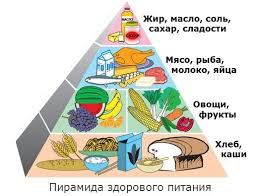 Жир, масло, соль,
сахар, сладости
Мясо, рыба,
молоко, яйца
Овощи,
фрукты
Хлеб,
каши
Пирамида здорового питания